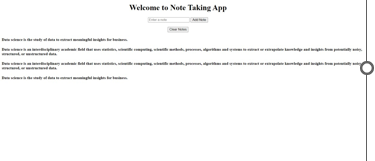 Welcome to Note Taking App
Enter a note
Add Note
Clear Notes
Data science is the study of data to extract meaningful insights for business.
Data science is an interdisciplinary academic field that uses statistics, scientific computing, scientific methods, processes, algorithms and systems to extract or extrapolate knowledge and insights from potentially noisy,
structured, or unstructured data.
Data science is an interdisciplinary academic field that uses statistics, scientific computing, scientific methods, processes, algorithms and systems to extract or extrapolate knowledge and insights from potentially noisy,
structured, or unstructured data.
Data science is the study of data to extract meaningful insights for business.